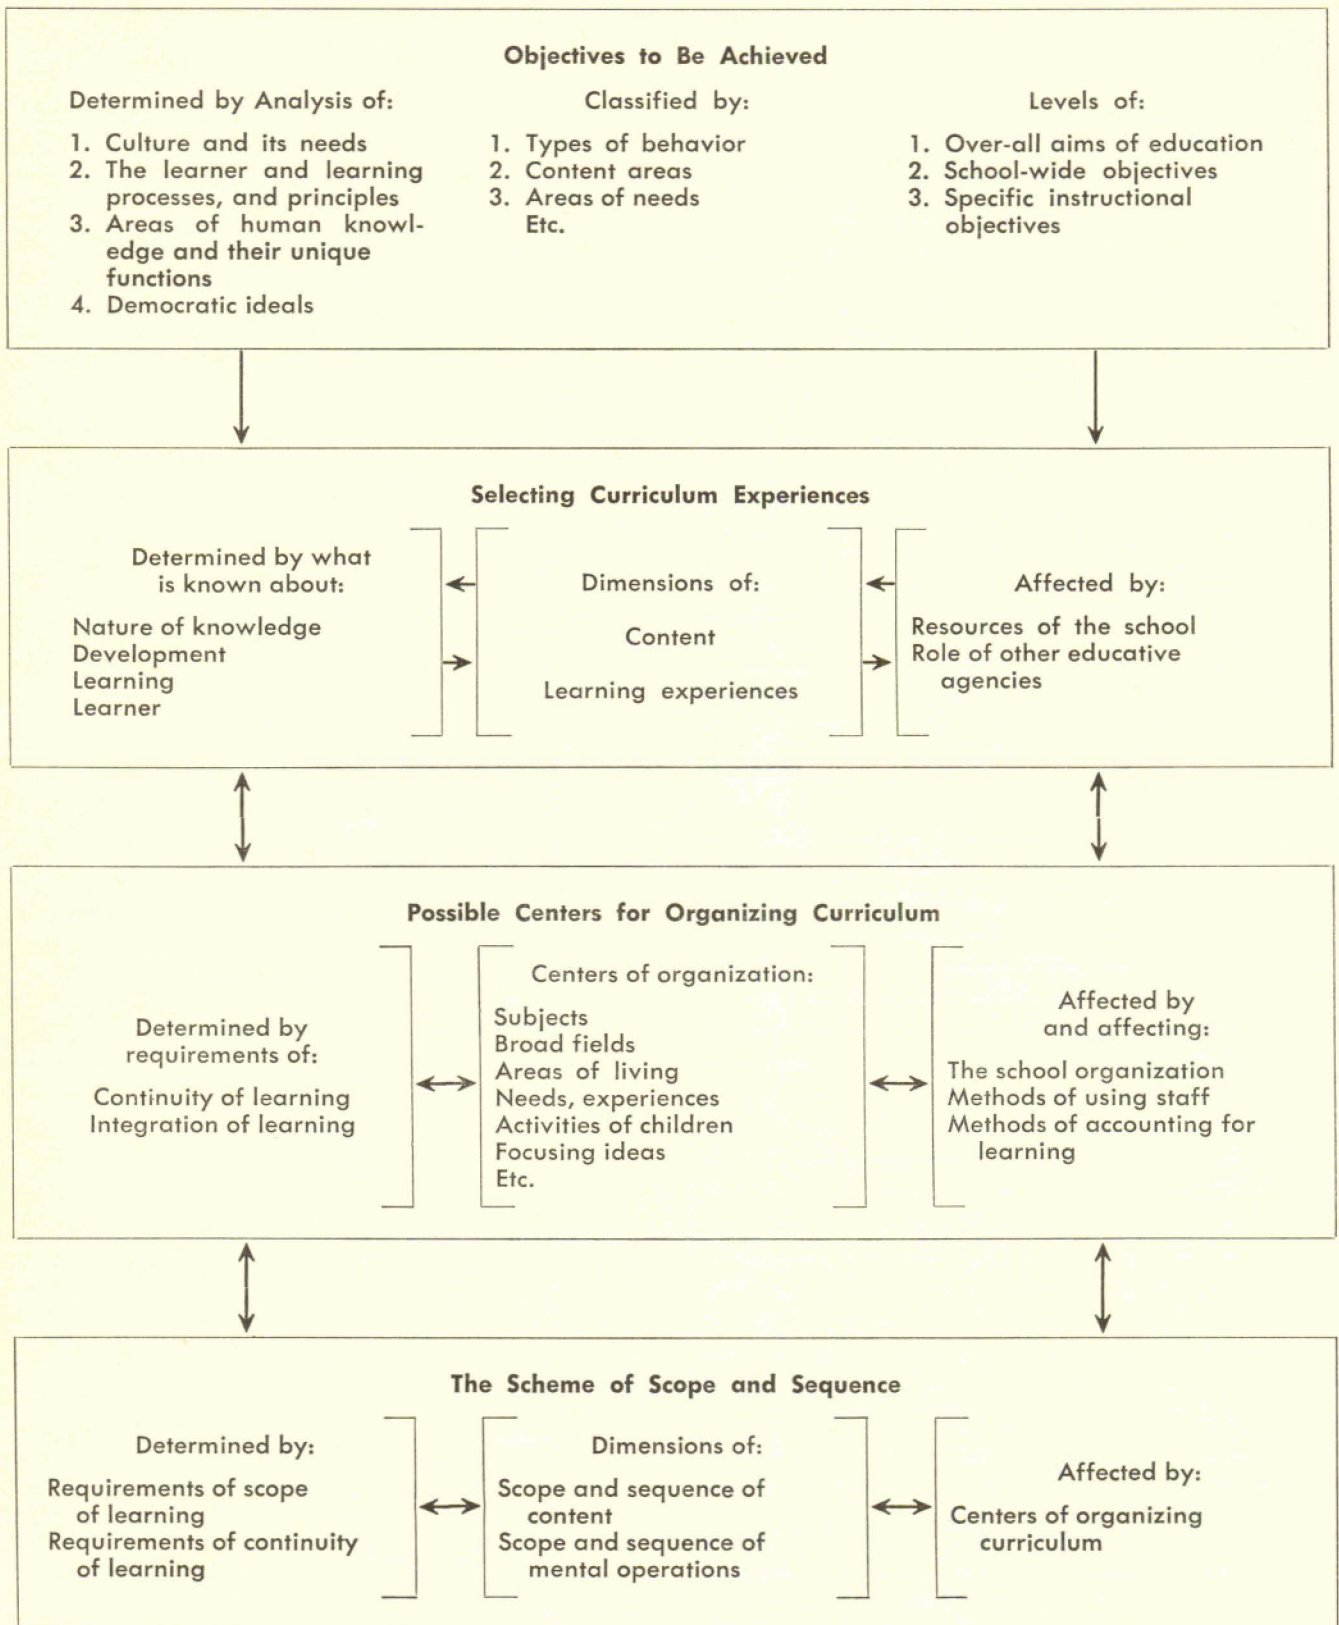 Objectives to Be Achieved
Determined by Analysis of:
1. Culture and its needs
2. The learner and learning
processes, and principles
3. Areas of human knowl-
edge and their unique
functions
4. Democratic ideals
Classified by:
1. Types of behavior
2. Content areas
3. Areas of needs
Etc.
Levels of:
1. Over-all aims of education
2. School-wide objectives
3. Specific instructional
objectives
Selecting Curriculum Experiences
Determined by what
is known about:
Nature of knowledge
Development
Learning
Learner
Dimensions of:
Content
Learning experiences
Affected by:
Resources of the school
Role of other educative
agencies
Possible Centers for Organizing Curriculum
Determined by
requirements of:
Continuity of learning
Integration of learning
Centers of organization:
Subjects
Broad fields
Areas of living
Needs, experiences
Activities of children
Focusing ideas
Etc.
Affected by
and affecting:
The school organization
Methods of using staff
Methods of accounting for
learning
The Scheme of Scope and Sequence
Determined by:
Requirements of scope
of learning
Requirements of continuity
of learning
Dimensions of:
Scope and sequence of
content
Scope and sequence of
mental operations
Affected by:
Centers of organizing
curriculum